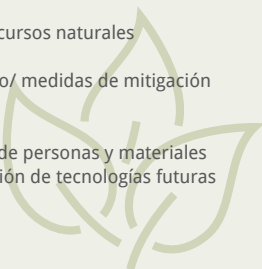 cursos naturales
o/ medidas de mitigación
de personas y materiales
ión de tecnologías futuras